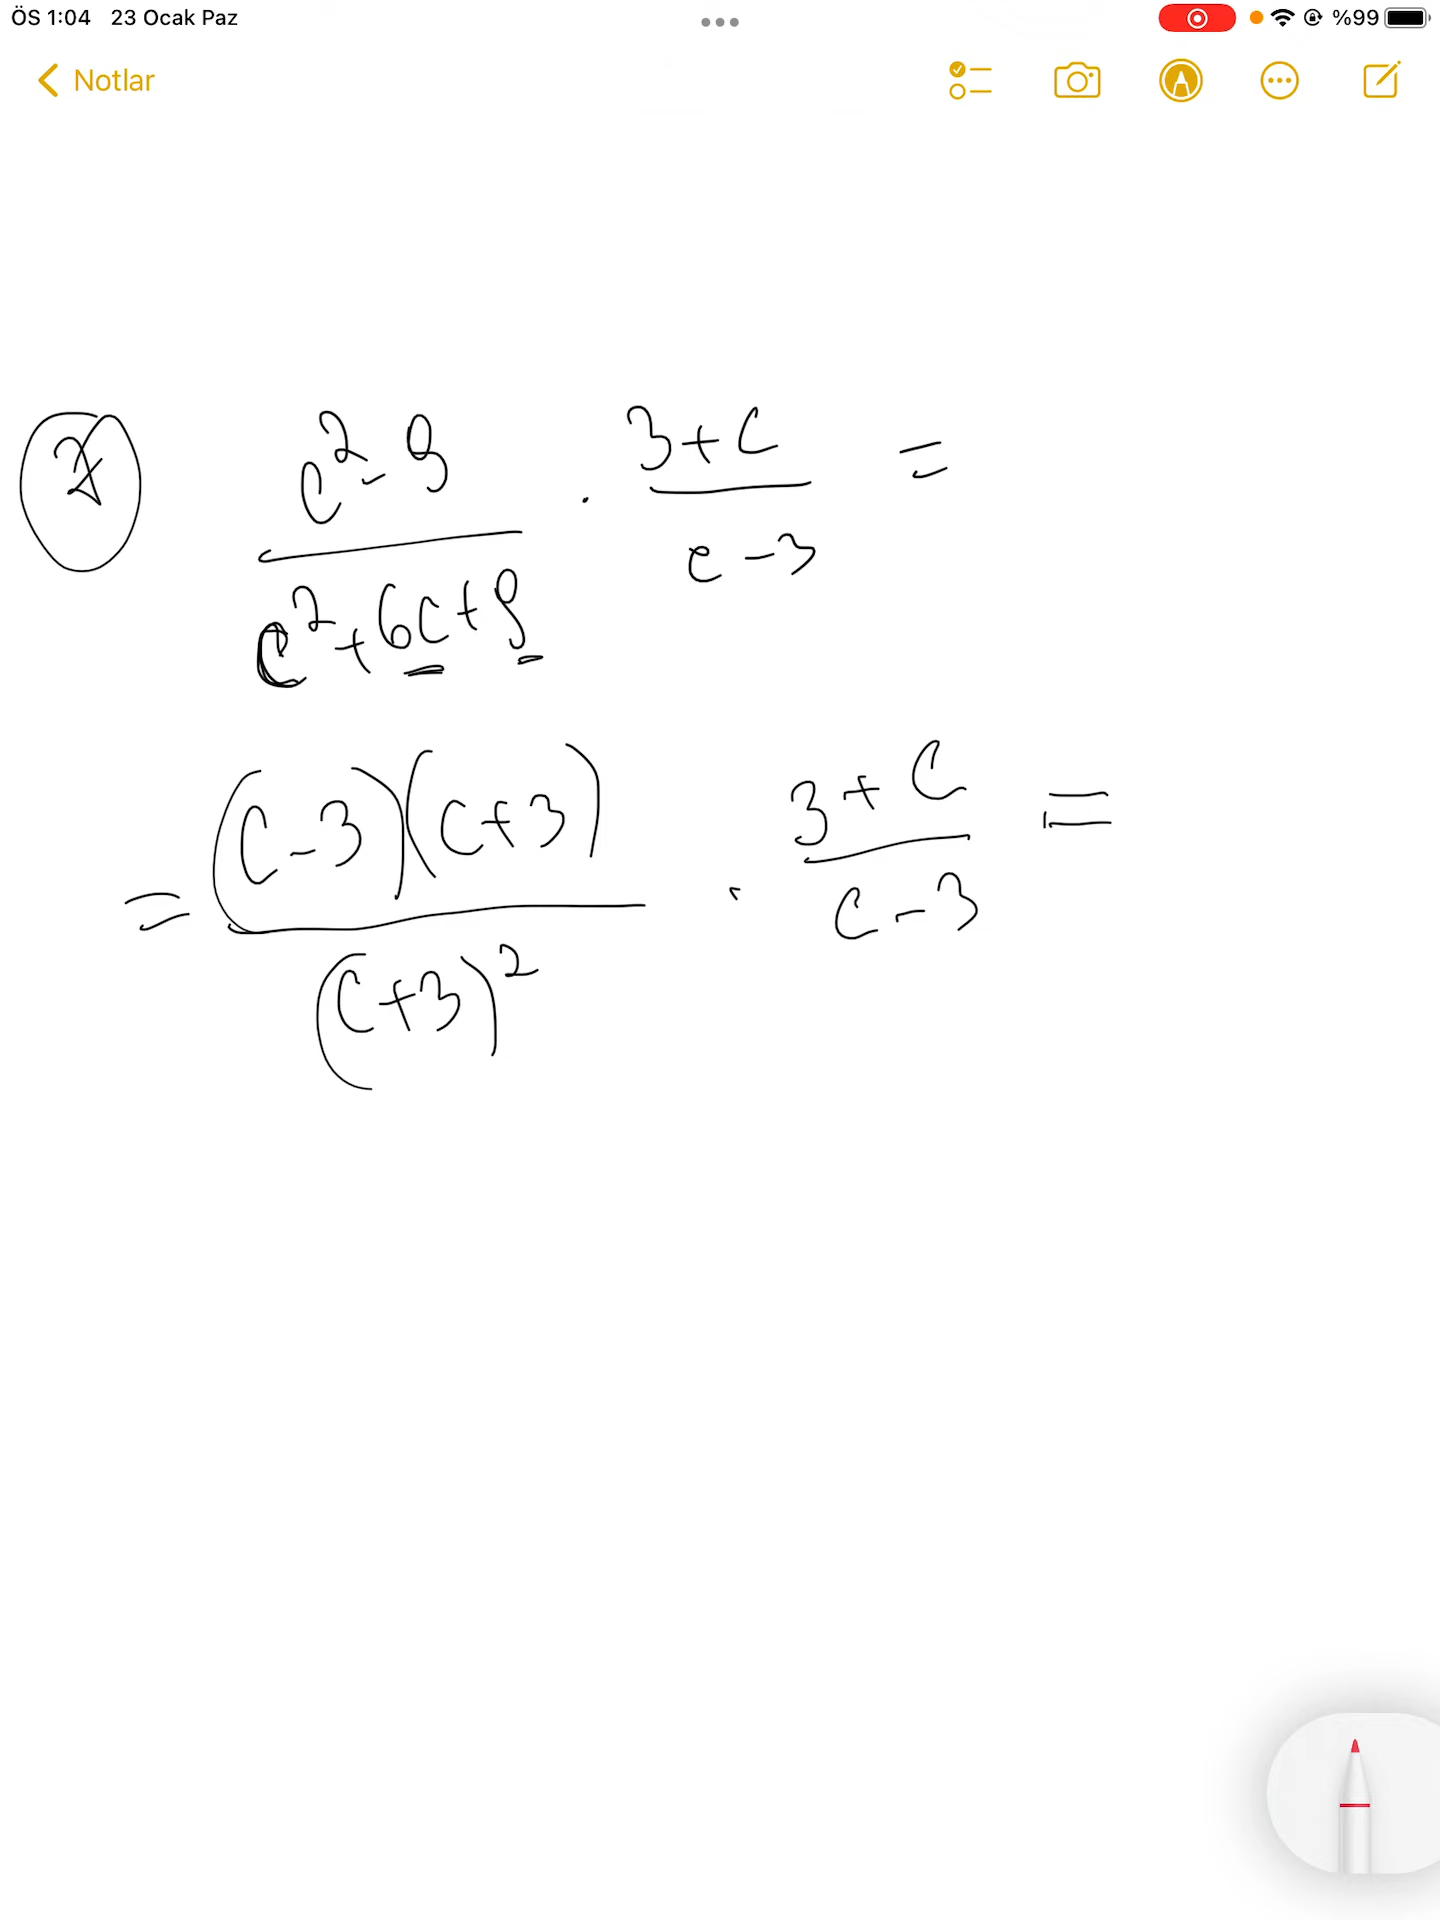 ÖS 1:04 23 Ocak Paz %99
Notlar
c² - 9 / c² + 6c + 9 · 3 + c / c - 3 =
= (c - 3)(c + 3) / (c + 3)² · 3 + c / c - 3 =